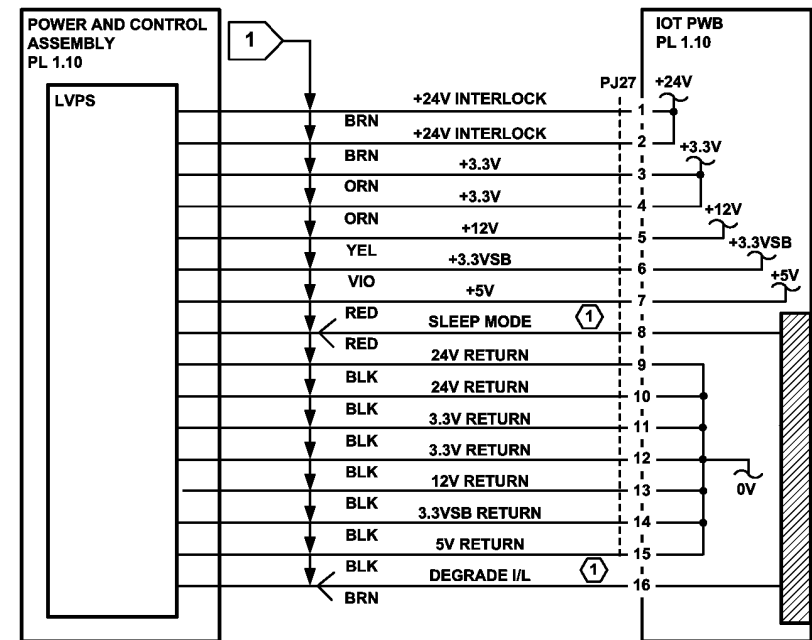 POWER AND CONTROL
ASSEMBLY
PL 1.10
1
IOT PWB
PL 1.10
LVPS
PJ27
+24V
+24V INTERLOCK
1
BRN
+24V INTERLOCK
2
BRN
+3.3V
+3.3V
3
ORN
+3.3V
4
ORN
+12V
+12V
5
YEL
+3.3VSB
+3.3VSB
6
VIO
+5V
+5V
7
RED
SLEEP MODE
1
8
RED
24V RETURN
9
BLK
24V RETURN
10
BLK
3.3V RETURN
11
BLK
3.3V RETURN
12
BLK
0V
12V RETURN
13
BLK
3.3VSB RETURN
14
BLK
5V RETURN
15
BLK
DEGRADE I/L
1
16
BRN